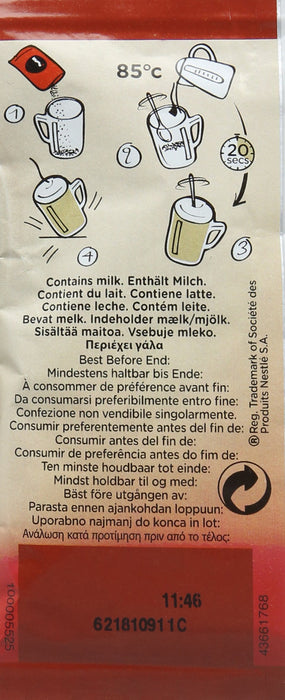 85°c
1
2
20
secs
4
3
Contains milk. Enthält Milch.
Contient du lait. Contiene latte.
Contiene leche. Contém leite.
Bevat melk. Indeholder mælk/mjölk.
Sisältää maitoa. Vsebuje mleko.
Περιέχει γάλα
Best Before End:
Mindestens haltbar bis Ende:
À consommer de préférence avant fin:
Da consumarsi preferibilmente entro fine:
Confezione non vendibile singolarmente.
Consumir preferentemente antes del fin de:
Consumir antes del fin de:
Consumir de preferência antes do fim de:
Ten minste houdbaar tot einde:
Mindst holdbar til og med:
Bäst före utgången av:
Parasta ennen ajankohdan loppuun:
Uporabno najmanj do konca in lot:
Ανάλωση κατά προτίμηση πριν από το τέλος:
® Reg. Trademark of Société des
Produits Nestlé S.A.
11:46
621810911C
100065525
43661768